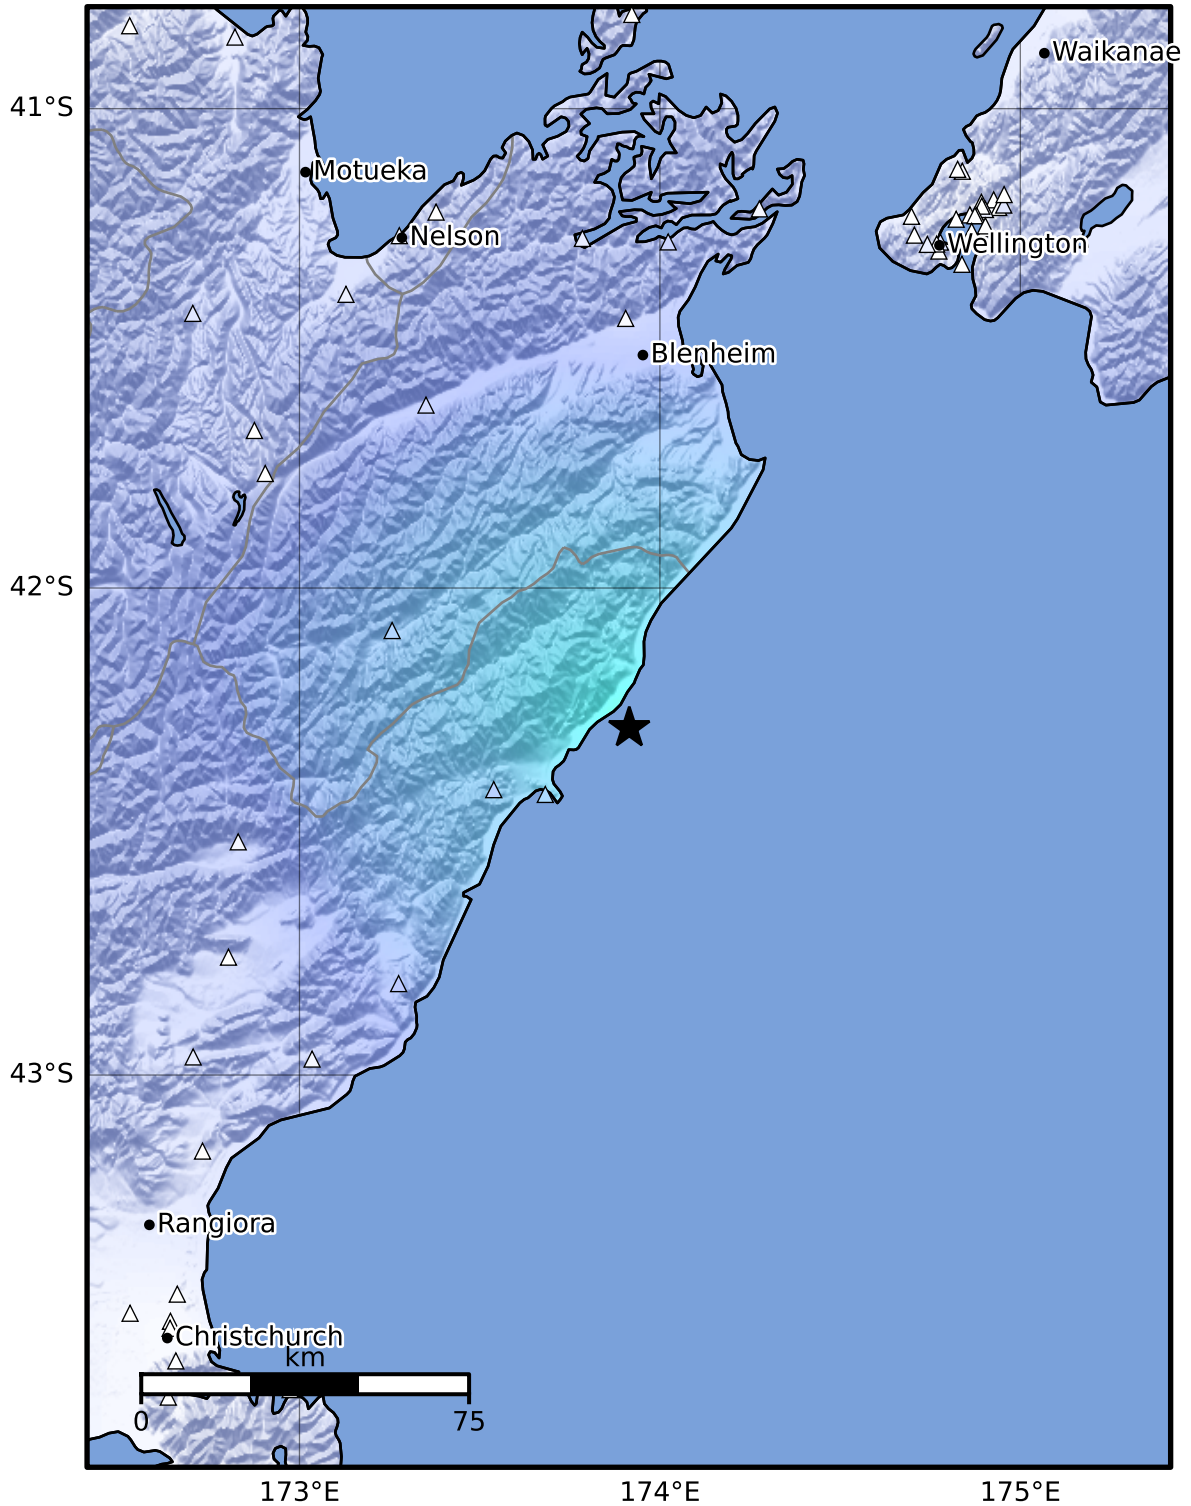 Waikanae
41°S
Motueka
Nelson
Wellington
Blenheim
42°S
43°S
Rangiora
Christchurch
km
0 75
173°E 174°E 175°E